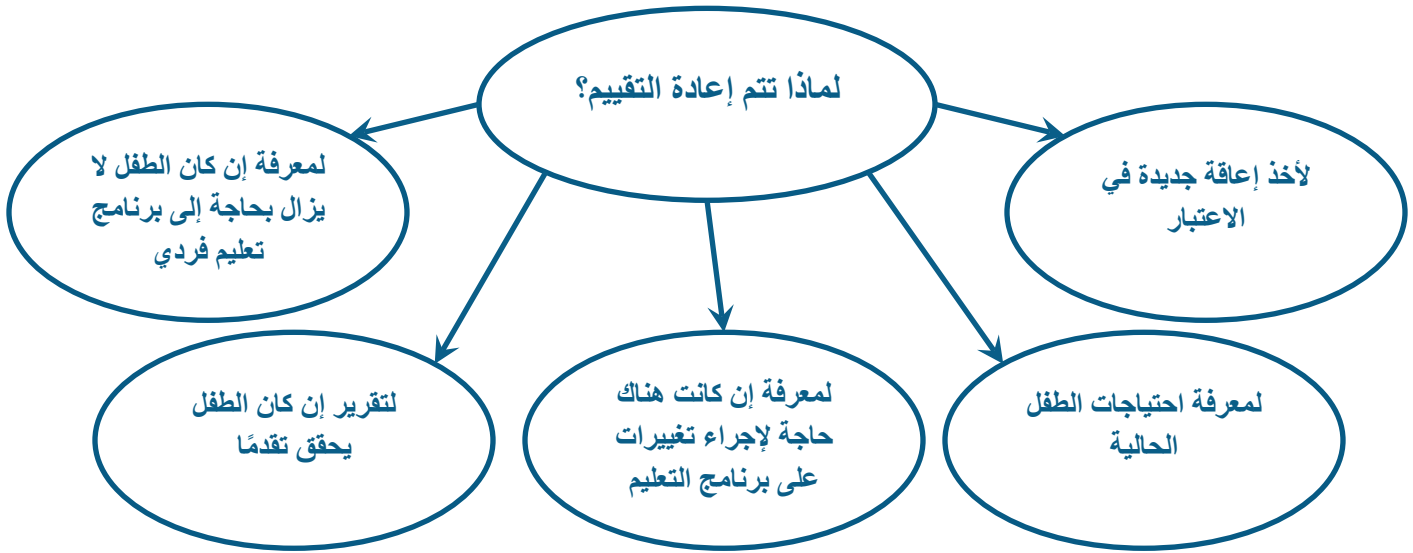 لماذا تتم إعادة التقييم؟
لأخذ إعاقة جديدة في
الاعتبار
لمعرفة احتياجات الطفل
الحالية
لمعرفة إن كانت هناك
حاجة لإجراء تغييرات
على برنامج التعليم
لتقرير إن كان الطفل
يحقق تقدمًا
لمعرفة إن كان الطفل لا
يزال بحاجة إلى برنامج
تعليم فردي